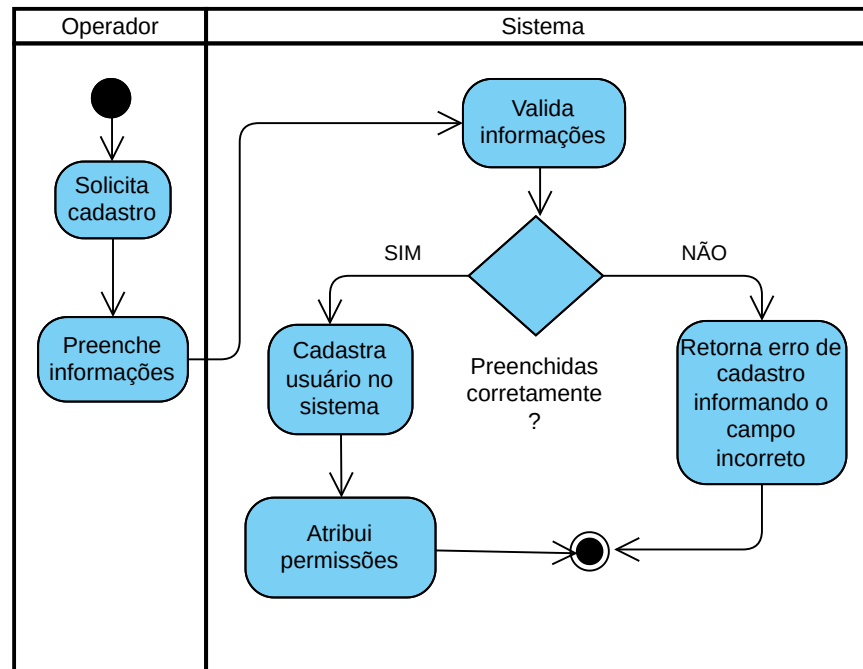 Operador
Sistema
Solicita
cadastro
Preenche
informações
Valida
informações
SIM
NÃO
Preenchidas
corretamente
?
Cadastra
usuário no
sistema
Retorna erro de
cadastro
informando o
campo
incorreto
Atribui
permissões